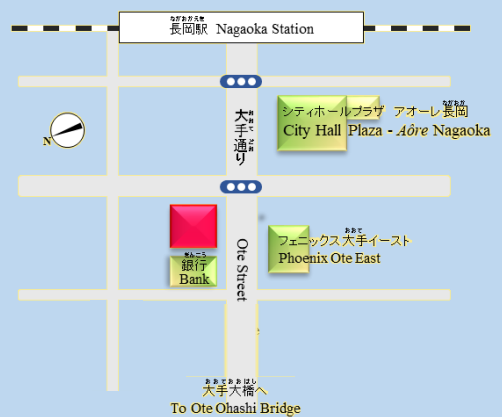 ながおかえき
長岡駅 Nagaoka Station
シティホールプラザ アオーレ長岡
ながおか
City Hall Plaza - Aôre Nagaoka
N
大手通り
おおて どお
フェニックス大手イースト
おおて
Phoenix Ote East
ぎんこう
銀行
Bank
Ote Street
おおておおはし
大手大橋へ
To Ote Ohashi Bridge